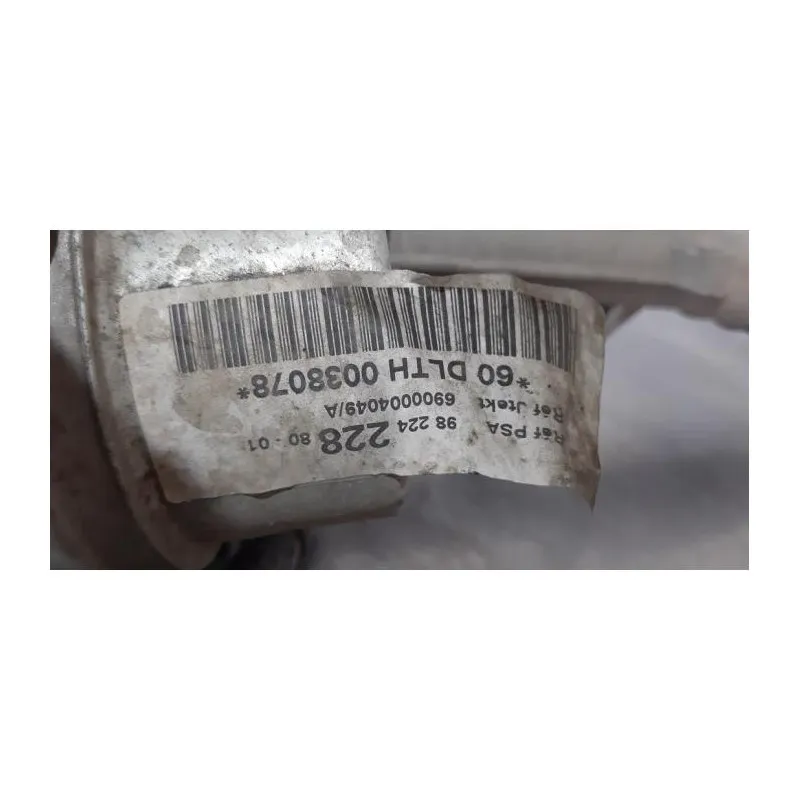 Réf PSA 98 224 228 80 - 01
Réf Jtekt 6900004049/A
*60 DLTH 0038078*